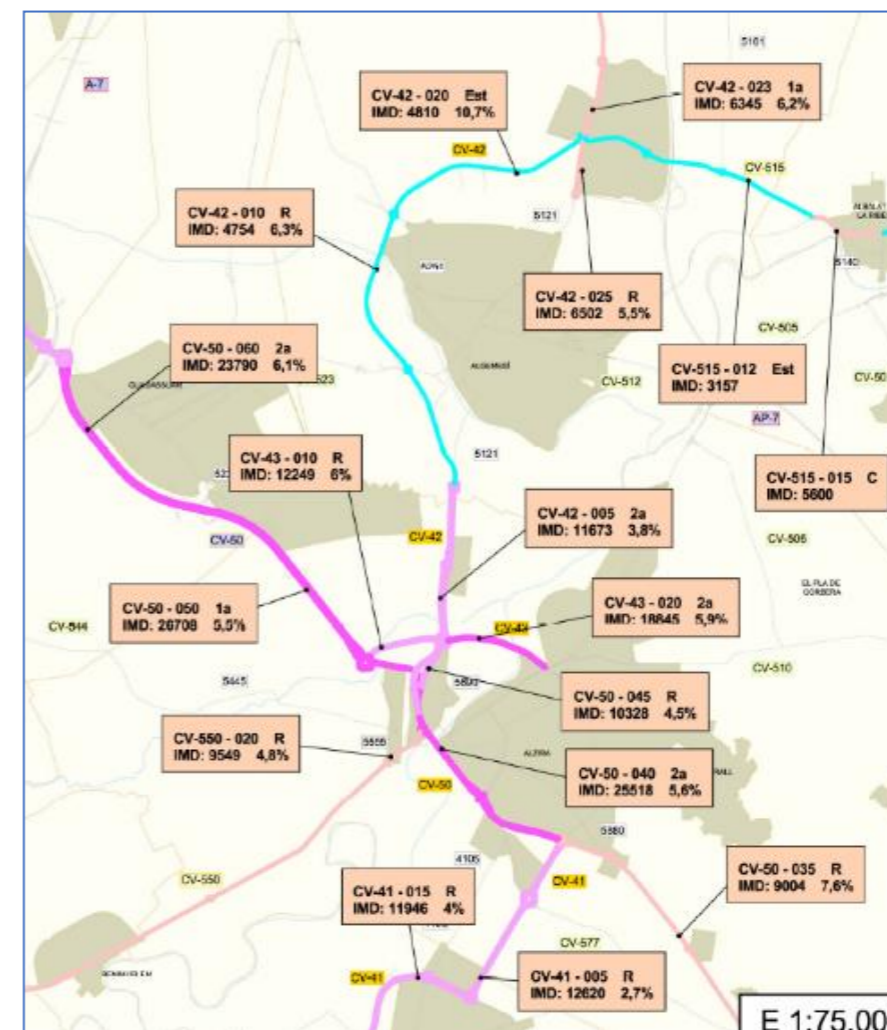 5161
A-7
CV-42 - 020 Est
IMD: 4810 10,7%
CV-42 - 023 1a
IMD: 6345 6,2%
CV-42
CV-515
CV-42 - 010 R
IMD: 4754 6,3%
5121
5140
CV-42 - 025 R
IMD: 6502 5,5%
CV-505
CV-50 - 060 2a
IMD: 23790 6,1%
ALGEMESÍ
CV-515-012 Est
IMD: 3157
CV-512
CV-50
AP-7
CV-43 - 010 R
IMD: 12249 6%
5121
CV-515 - 015 C
IMD: 5600
CV-42 - 005 2a
IMD: 11673 3,8%
CV-42
CV-50
CV-506
EL PLA DE
CORBERA
CV-50 - 050 1a
IMD: 26708 5,5%
CV-43 - 020 2a
IMD: 18845 5,9%
CV-544
CV-43
CV-510
5445
CV-50 - 045 R
IMD: 10328 4,5%
CV-550 - 020 R
IMD: 9549 4,8%
5555
ALZIRA
CV-50 - 040 2a
IMD: 25518 5,6%
CV-50
5880
4105
CV-550
CV-41
CV-50 - 035 R
IMD: 9004 7,6%
CV-41 - 015 R
IMD: 11946 4%
CV-577
CV-41
CV-41 - 005 R
IMD: 12620 2,7%
E 1:75.00